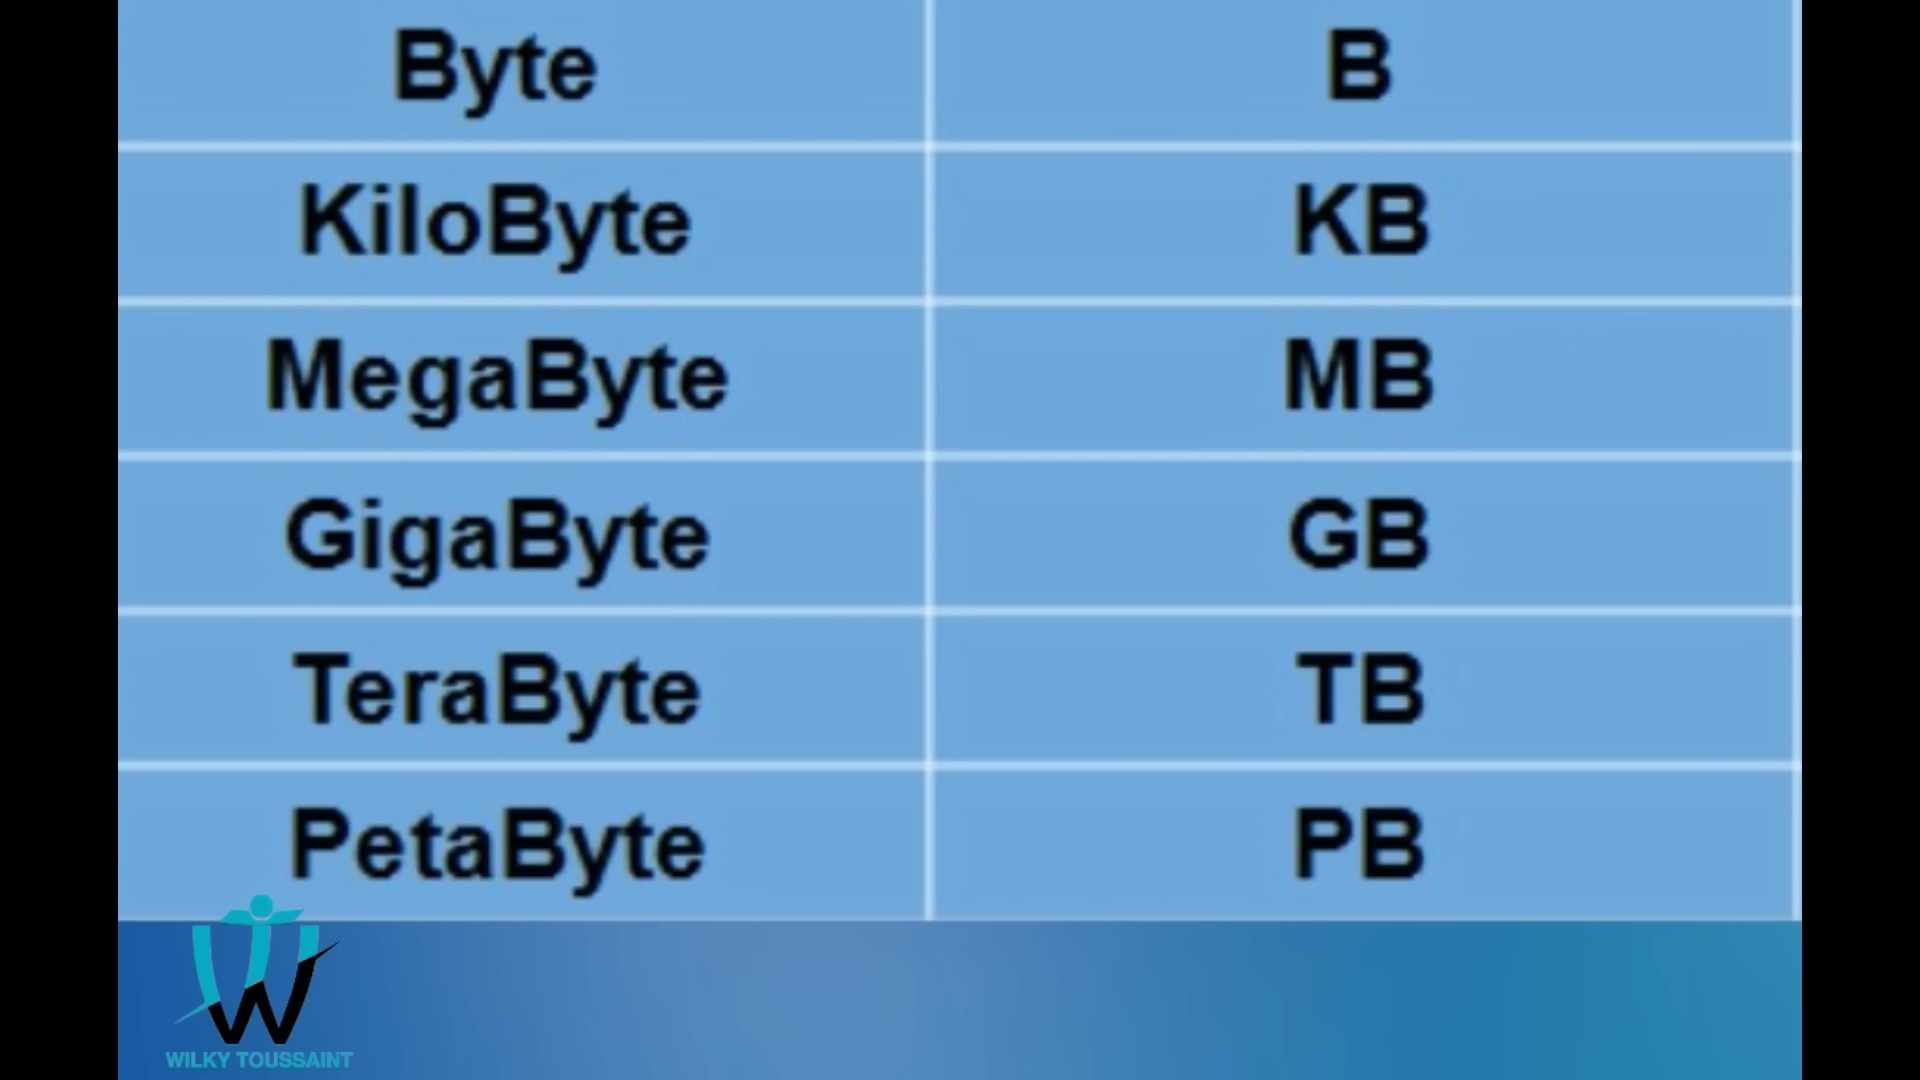 Byte B
KiloByte KB
MegaByte MB
GigaByte GB
TeraByte TB
PetaByte PB
WILKY TOUSSAINT